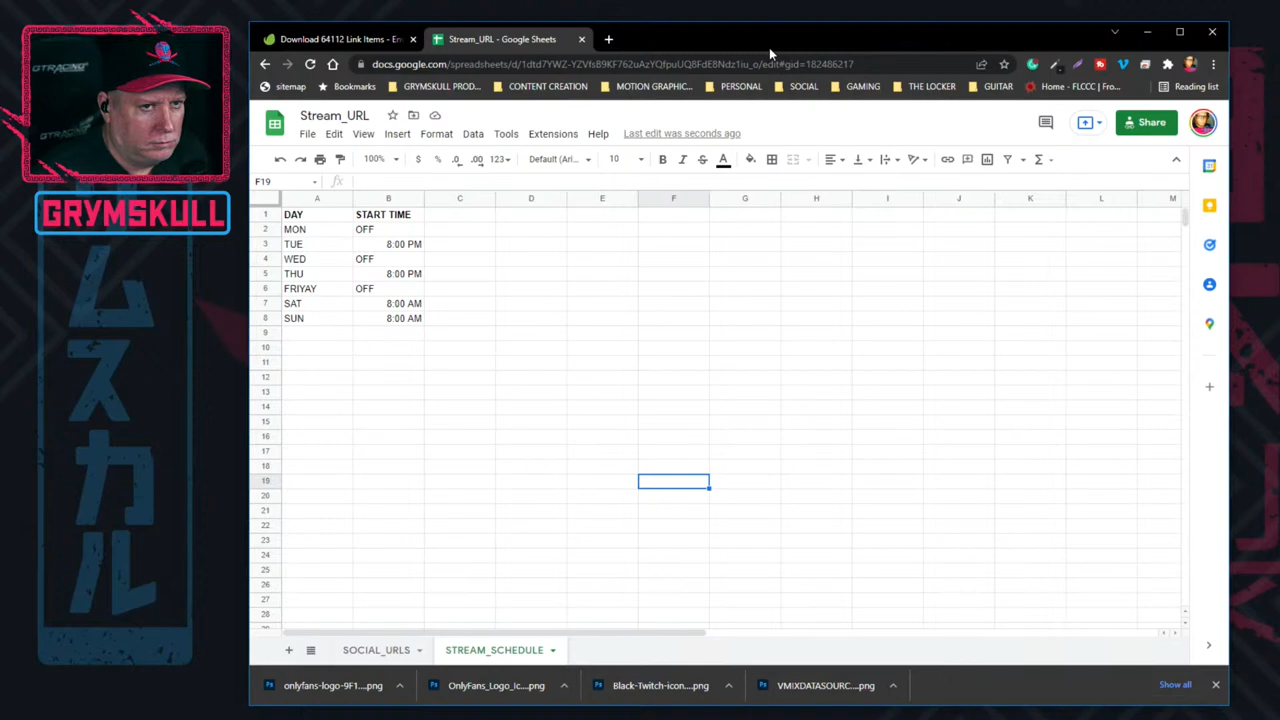 Download 64112 Link Items - En
Stream_URL - Google Sheets
docs.google.com/spreadsheets/d/1dtd7YWZ-YZVfsB9KF762uAzYQfpuUQ8FdE8Ndz1iu_o/edit#gid=182486217
sitemap
Bookmarks
GRYMSKULL PROD...
CONTENT CREATION
MOTION GRAPHIC...
PERSONAL
SOCIAL
GAMING
THE LOCKER
GUITAR
Home - FLCCC | Fro...
Reading list
Stream_URL
File Edit View Insert Format Data Tools Extensions Help Last edit was seconds ago
Share
100% $ % .0 .00 123 Default (Ari... 10 B I S A
F19 fx
A B C D E F G H I J K L M
1 DAY START TIME
2 MON OFF
3 TUE 8:00 PM
4 WED OFF
5 THU 8:00 PM
6 FRIYAY OFF
7 SAT 8:00 AM
8 SUN 8:00 AM
9
10
11
12
13
14
15
16
17
18
19
20
21
22
23
24
25
26
27
28
SOCIAL_URLS
STREAM_SCHEDULE
onlyfans-logo-9F1....png
OnlyFans_Logo_Ic....png
Black-Twitch-icon....png
VMIXDATASOURC....png
Show all
GTRACING
GRYMSKULL
ムスカル